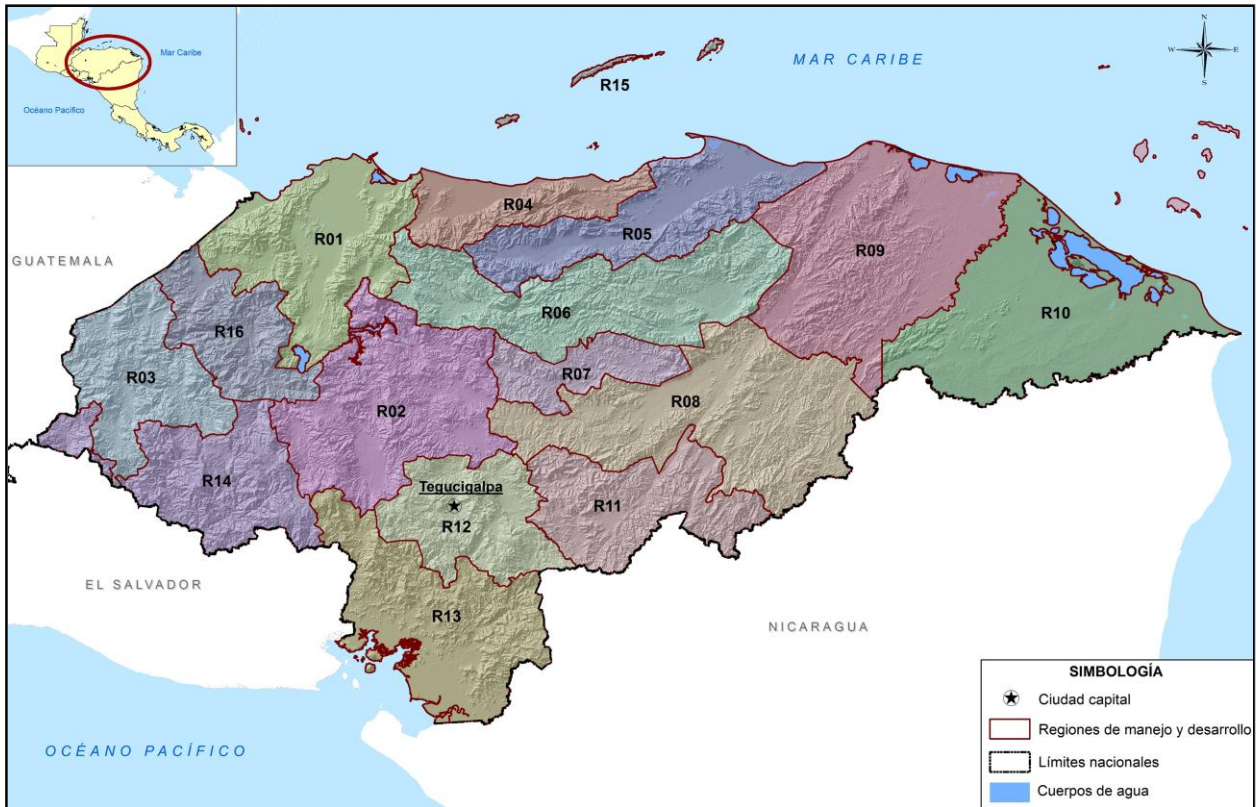 Mar Caribe
Océano Pacífico
MAR CARIBE
N
W
E
S
R15
R04
R01
R05
R09
GUATEMALA
R06
R10
R16
R03
R07
R02
R08
R14
Tegucigalpa
R11
R12
EL SALVADOR
R13
NICARAGUA
OCÉANO PACÍFICO
SIMBOLOGÍA
Ciudad capital
Regiones de manejo y desarrollo
Límites nacionales
Cuerpos de agua